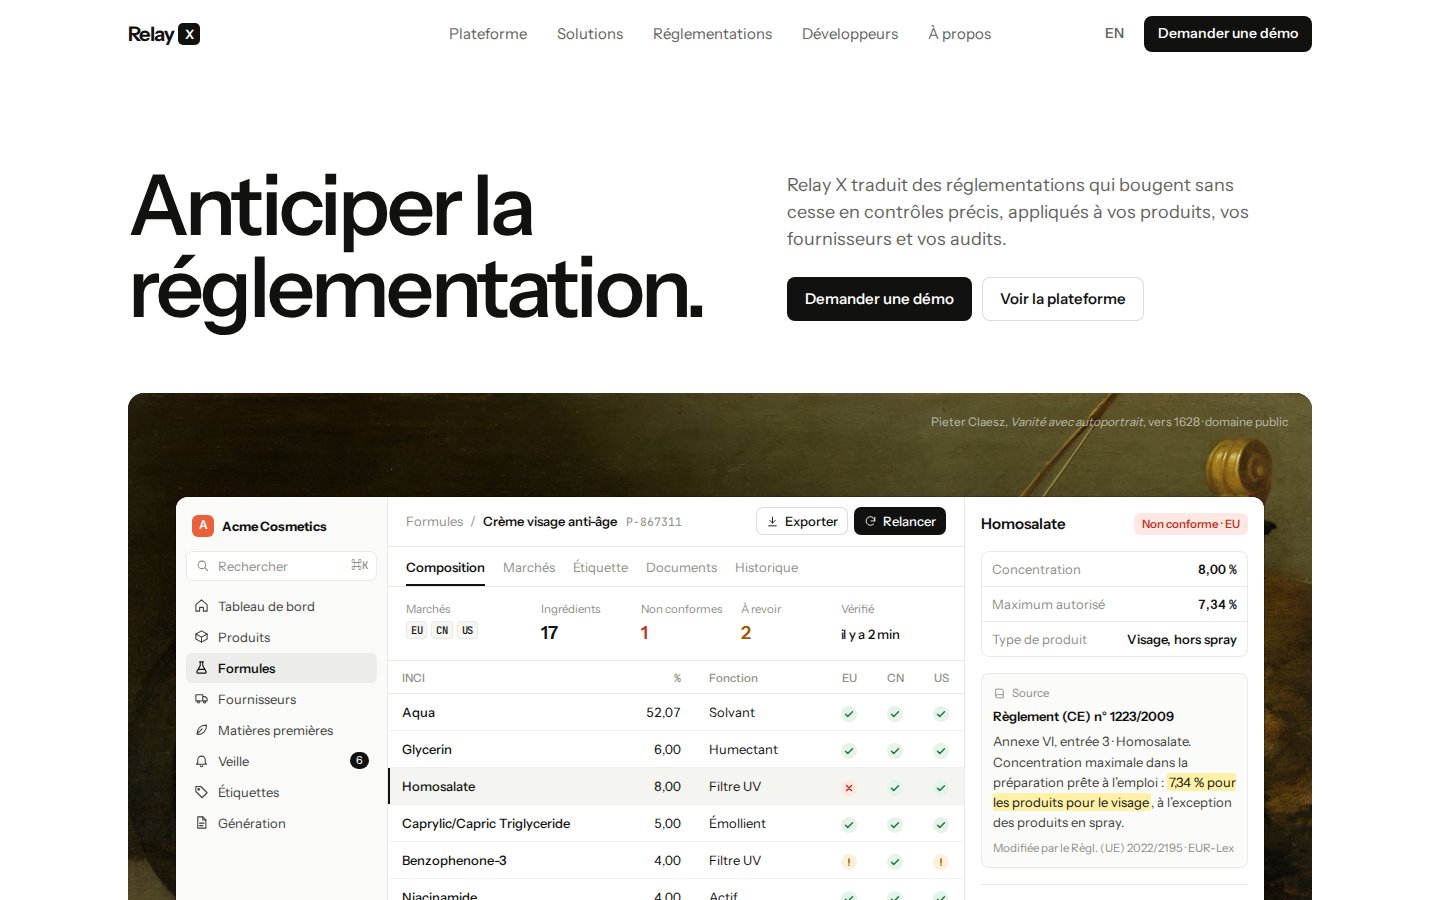 Relay X
Plateforme Solutions Réglementations Développeurs À propos
EN Demander une démo
Anticiper la
réglementation.
Relay X traduit des réglementations qui bougent sans
cesse en contrôles précis, appliqués à vos produits, vos
fournisseurs et vos audits.
Demander une démo Voir la plateforme
Pieter Claesz, Vanité avec autoportrait, vers 1628 · domaine public
A Acme Cosmetics
Rechercher ⌘K
Tableau de bord
Produits
Formules
Fournisseurs
Matières premières
Veille 6
Étiquettes
Génération
Formules / Crème visage anti-âge P-867311
Exporter Relancer
Composition Marchés Étiquette Documents Historique
Marchés Ingrédients Non conformes À revoir Vérifié
EU CN US 17 1 2 il y a 2 min
INCI % Fonction EU CN US
Aqua 52,07 Solvant
Glycerin 6,00 Humectant
Homosalate 8,00 Filtre UV
Caprylic/Capric Triglyceride 5,00 Émollient
Benzophenone-3 4,00 Filtre UV
Niacinamide 4,00 Actif
Homosalate Non conforme · EU
Concentration 8,00 %
Maximum autorisé 7,34 %
Type de produit Visage, hors spray
Source
Règlement (CE) n° 1223/2009
Annexe VI, entrée 3 · Homosalate.
Concentration maximale dans la
préparation prête à l'emploi : 7,34 % pour
les produits pour le visage, à l'exception
des produits en spray.
Modifiée par le Règl. (UE) 2022/2195 · EUR-Lex